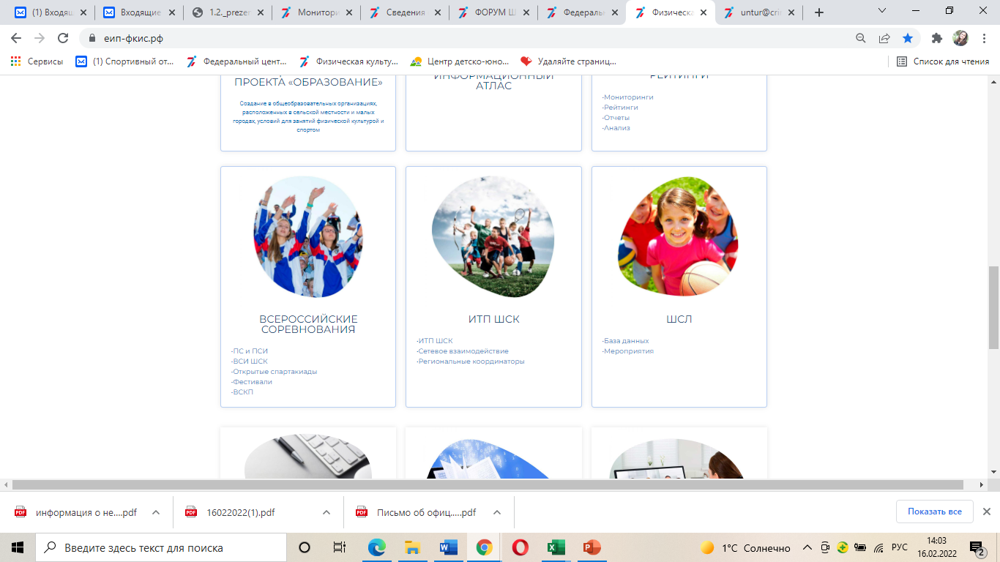 (1) Входящ
Входящие
1.2._prezen
Монитори
Сведения
ФОРУМ Ш
Федеральн
Физическа
untur@crim
еип-фкис.рф
Сервисы
(1) Спортивный от...
Федеральный цент...
Физическая культу...
Центр детско-юно...
Удаляйте страниц...
Список для чтения
ПРОЕКТА «ОБРАЗОВАНИЕ»
Создание в общеобразовательных организациях,
расположенных в сельской местности и малых
городах, условий для занятий физической культурой и
спортом
ИНФОРМАЦИОННЫЙ
АТЛАС
РЕЙТИНГИ
•Мониторинги
•Рейтинги
•Отчеты
•Анализ
ВСЕРОССИЙСКИЕ
СОРЕВНОВАНИЯ
•ПС и ПСИ
•ВСИ ШСК
•Открытые спартакиады
•Фестивали
•ВСКП
ИТП ШСК
•ИТП ШСК
•Сетевое взаимодействие
•Региональные координаторы
ШСЛ
•База данных
•Мероприятия
информация о не....pdf
16022022(1).pdf
Письмо об офиц.....pdf
Показать все
Введите здесь текст для поиска
1°C Солнечно
РУС
14:03
16.02.2022
2